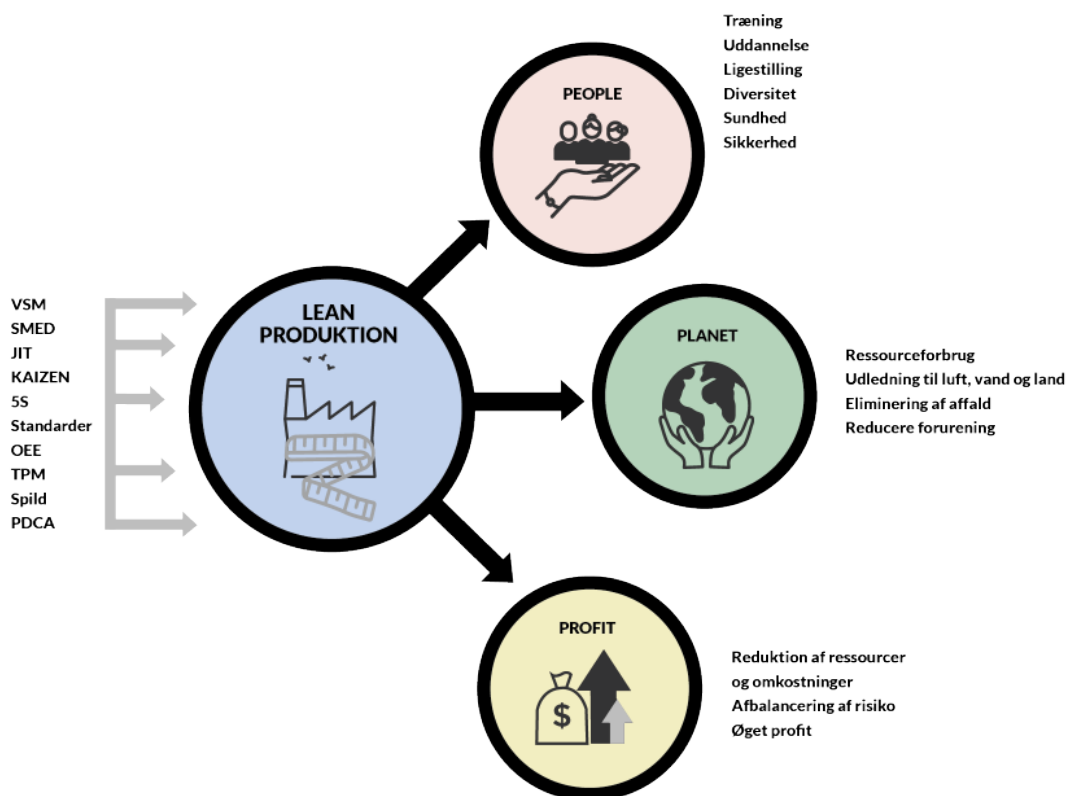 VSM
SMED
JIT
KAIZEN
5S
Standarder
OEE
TPM
Spild
PDCA
LEAN
PRODUKTION
PEOPLE
Træning
Uddannelse
Ligestilling
Diversitet
Sundhed
Sikkerhed
PLANET
Ressourceforbrug
Udledning til luft, vand og land
Eliminering af affald
Reducere forurening
PROFIT
$
Reduktion af ressourcer
og omkostninger
Afbalancering af risiko
Øget profit